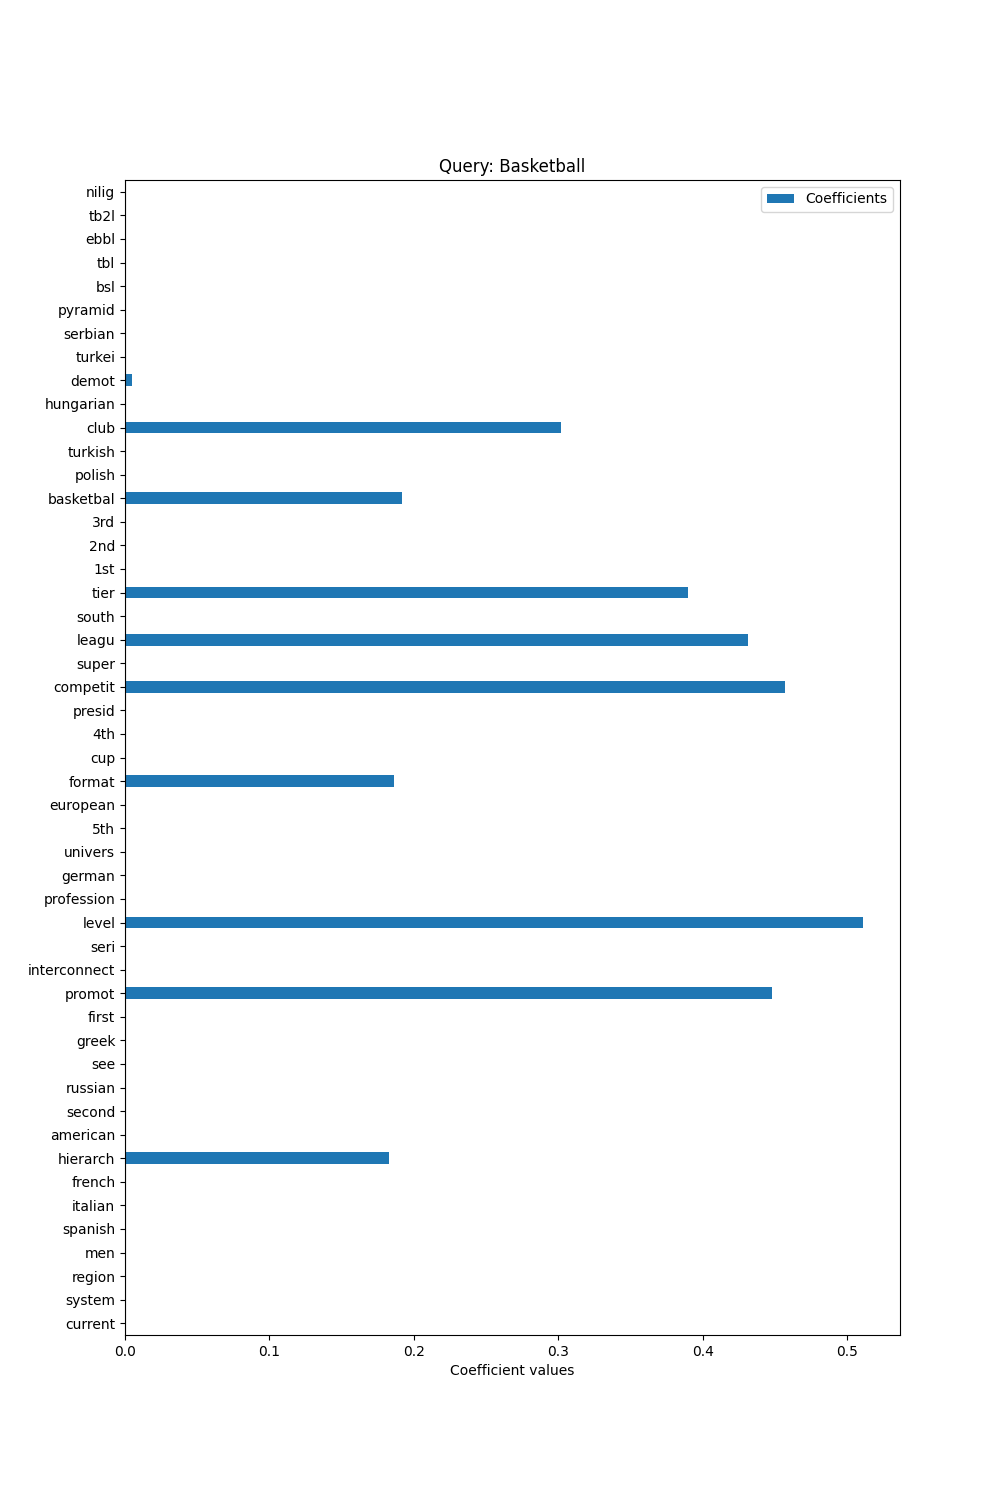 Query: Basketball
Coefficients
nilig
tb2l
ebbl
tbl
bsl
pyramid
serbian
turkei
demot
hungarian
club
turkish
polish
basketbal
3rd
2nd
1st
tier
south
leagu
super
competit
presid
4th
cup
format
european
5th
univers
german
profession
level
seri
interconnect
promot
first
greek
see
russian
second
american
hierarch
french
italian
spanish
men
region
system
current
0.0 0.1 0.2 0.3 0.4 0.5
Coefficient values